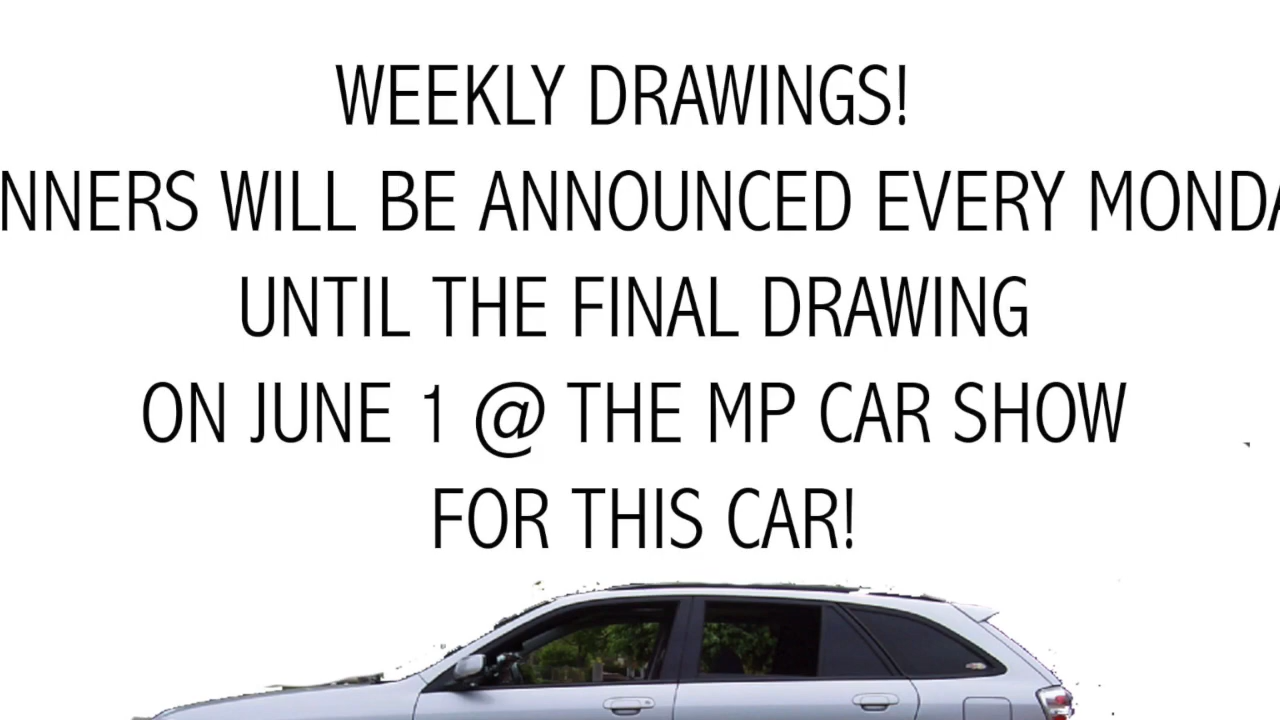 WEEKLY DRAWINGS!
NNERS WILL BE ANNOUNCED EVERY MONDA
UNTIL THE FINAL DRAWING
ON JUNE 1 @ THE MP CAR SHOW
FOR THIS CAR!